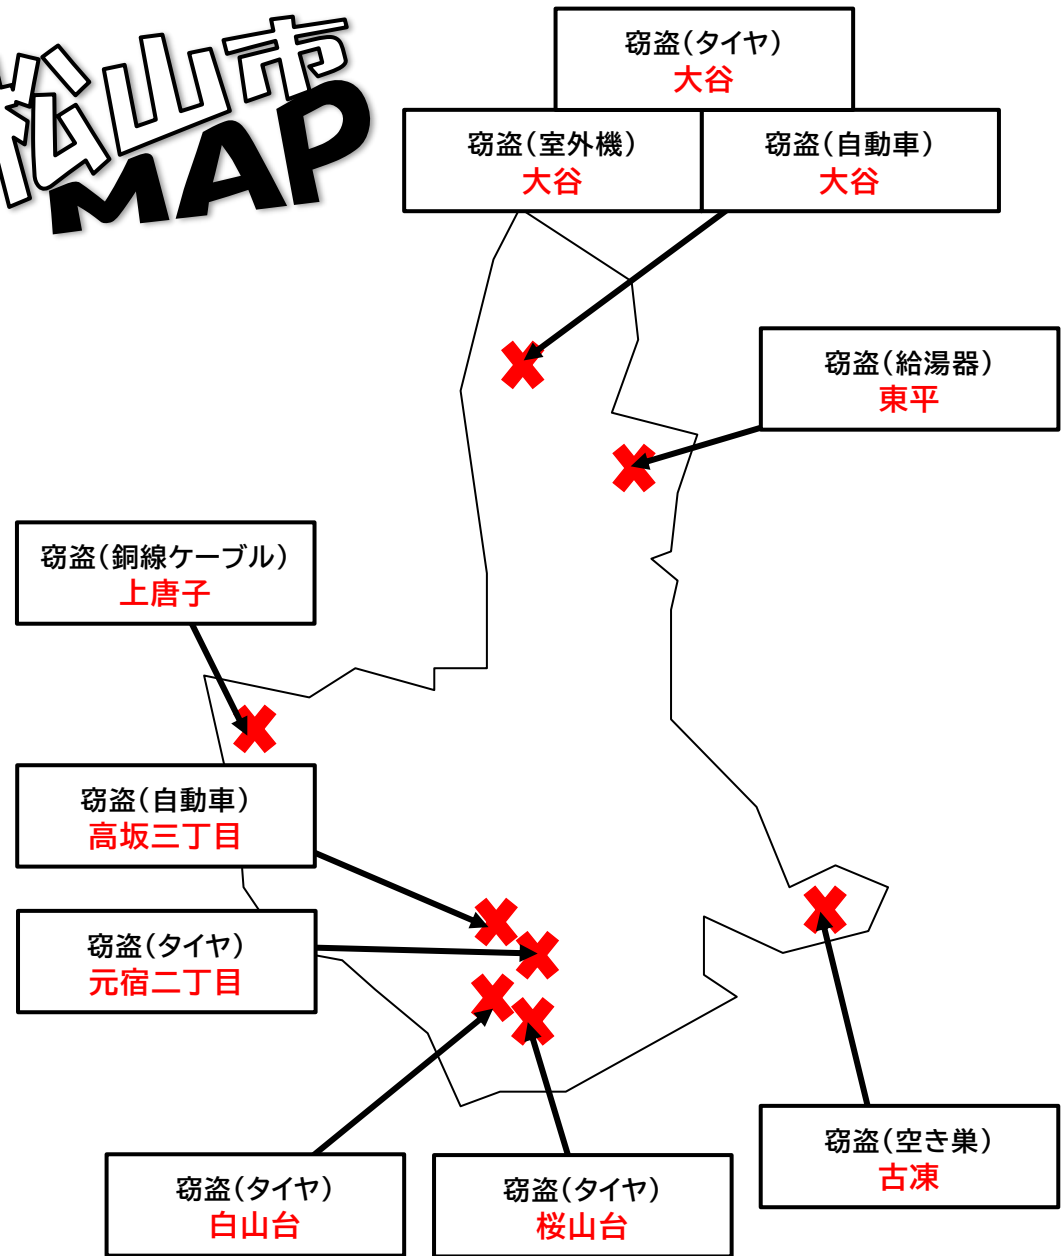 松山市
MAP
窃盗(タイヤ)
大谷
窃盗(室外機)
大谷
窃盗(自動車)
大谷
窃盗(給湯器)
東平
窃盗(銅線ケーブル)
上唐子
窃盗(自動車)
高坂三丁目
窃盗(タイヤ)
元宿二丁目
窃盗(空き巣)
古凍
窃盗(タイヤ)
白山台
窃盗(タイヤ)
桜山台